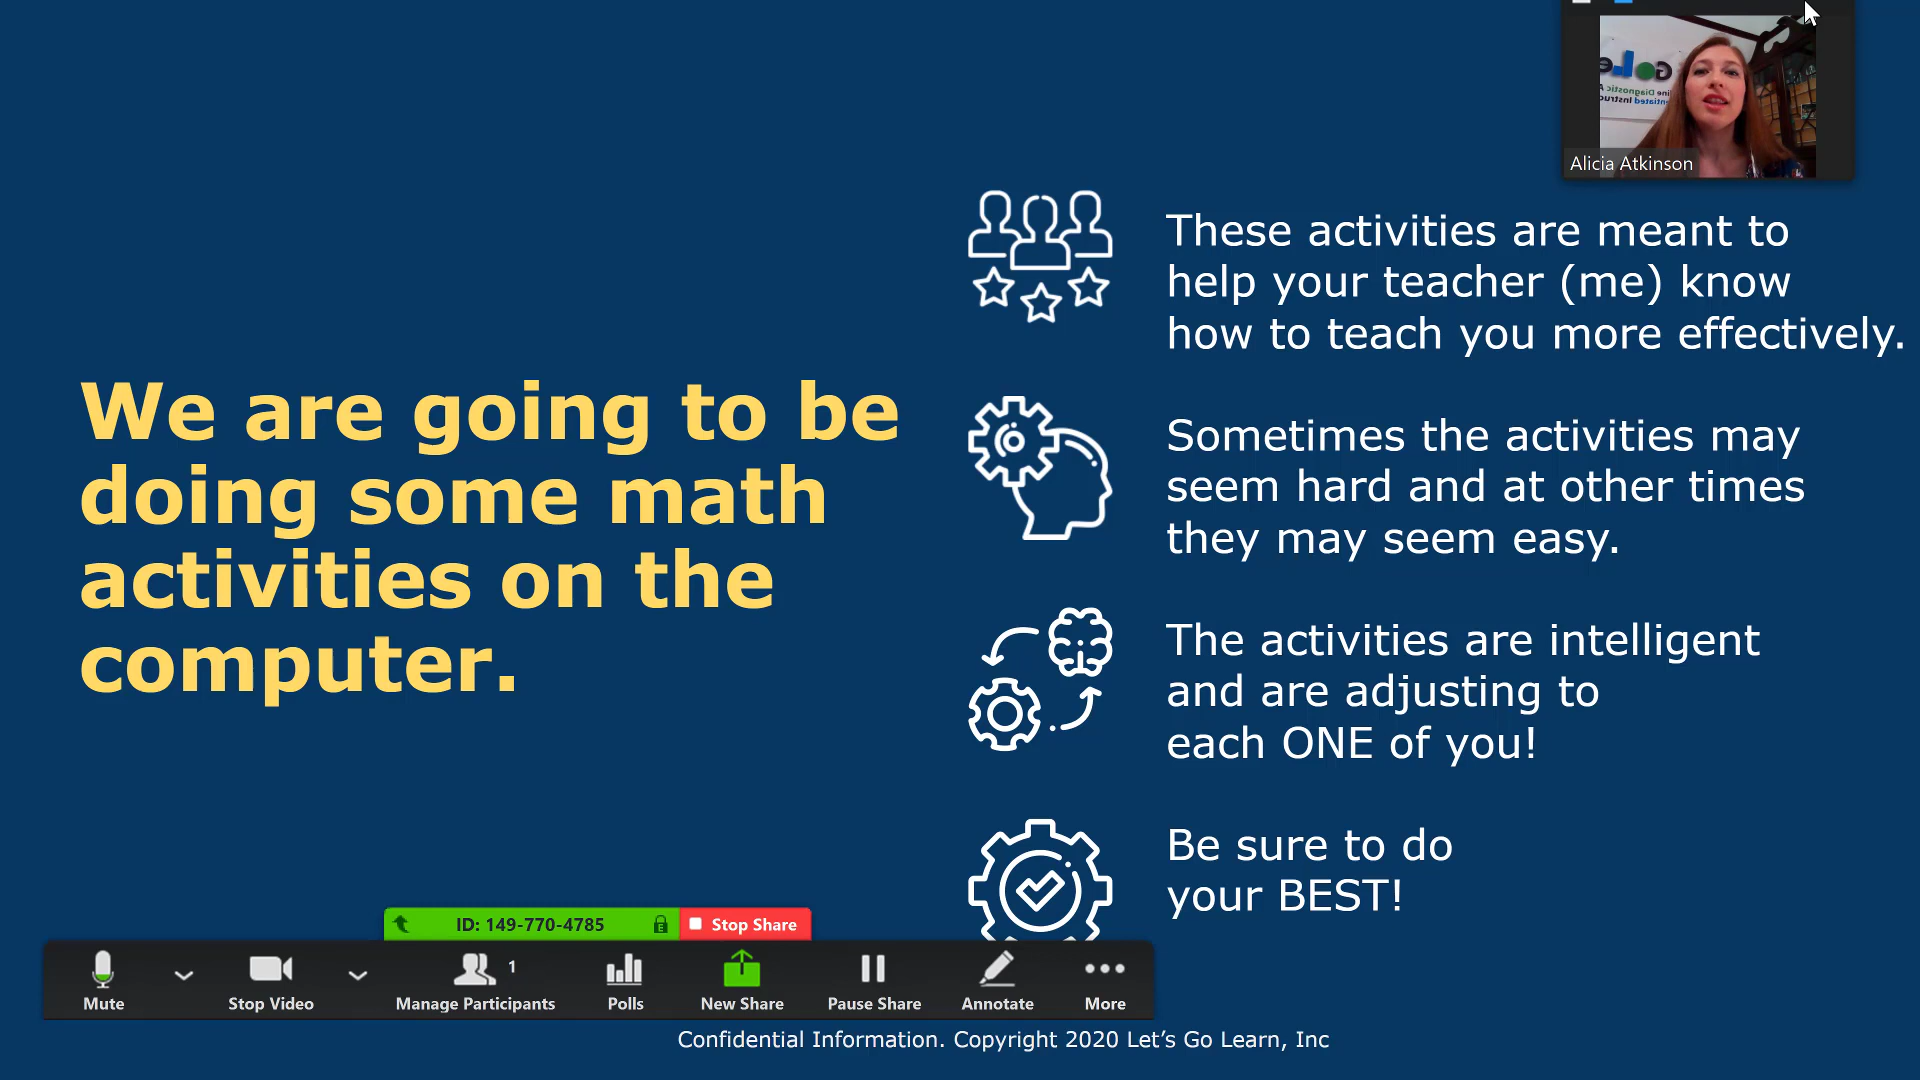 Alicia Atkinson
We are going to be
doing some math
activities on the
computer.
These activities are meant to
help your teacher (me) know
how to teach you more effectively.
Sometimes the activities may
seem hard and at other times
they may seem easy.
The activities are intelligent
and are adjusting to
each ONE of you!
Be sure to do
your BEST!
ID: 149-770-4785
Stop Share
Mute
Stop Video
Manage Participants
1
Polls
New Share
Pause Share
Annotate
More
Confidential Information. Copyright 2020 Let's Go Learn, Inc